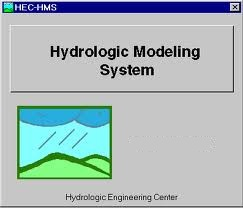 HEC-HMS
Hydrologic Modeling
System
Hydrologic Engineering Center